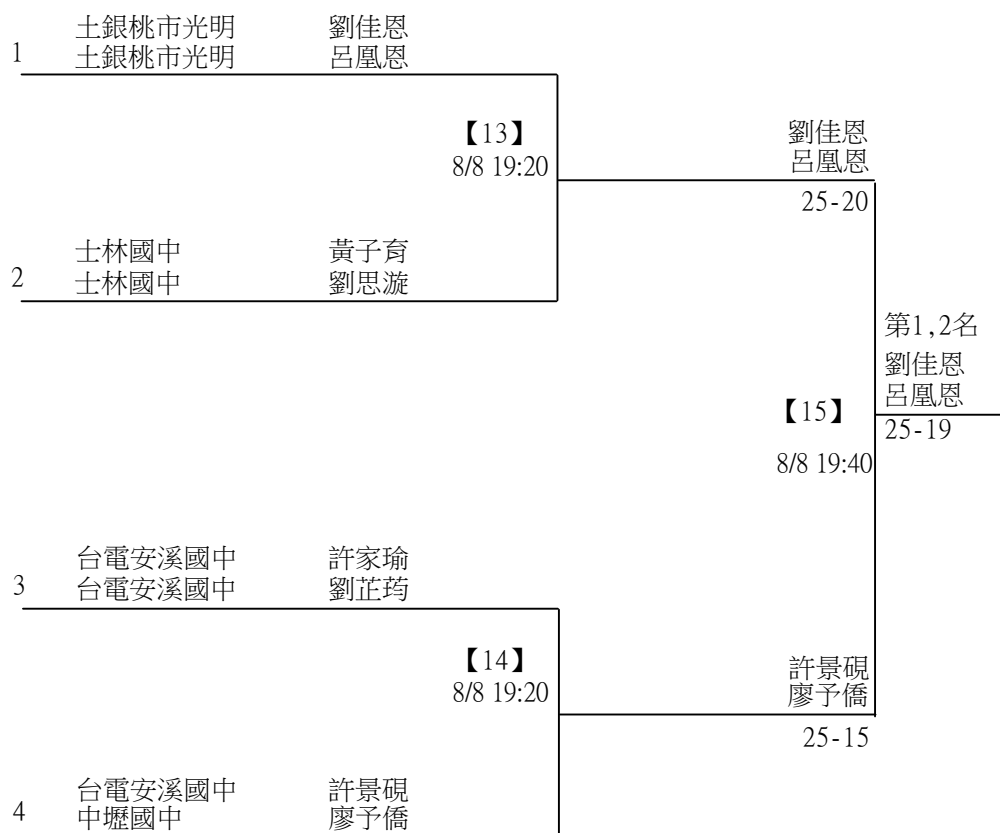 土銀桃市光明 劉佳恩
1 土銀桃市光明 呂凰恩
【13】
8/8 19:20
劉佳恩
呂凰恩
25-20
士林國中 黃子育
2 士林國中 劉思漩
第1,2名
劉佳恩
呂凰恩
25-19
【15】
8/8 19:40
台電安溪國中 許家瑜
3 台電安溪國中 劉芷荺
【14】
8/8 19:20
許景硯
廖予僑
25-15
台電安溪國中 許景硯
4 中壢國中 廖予僑